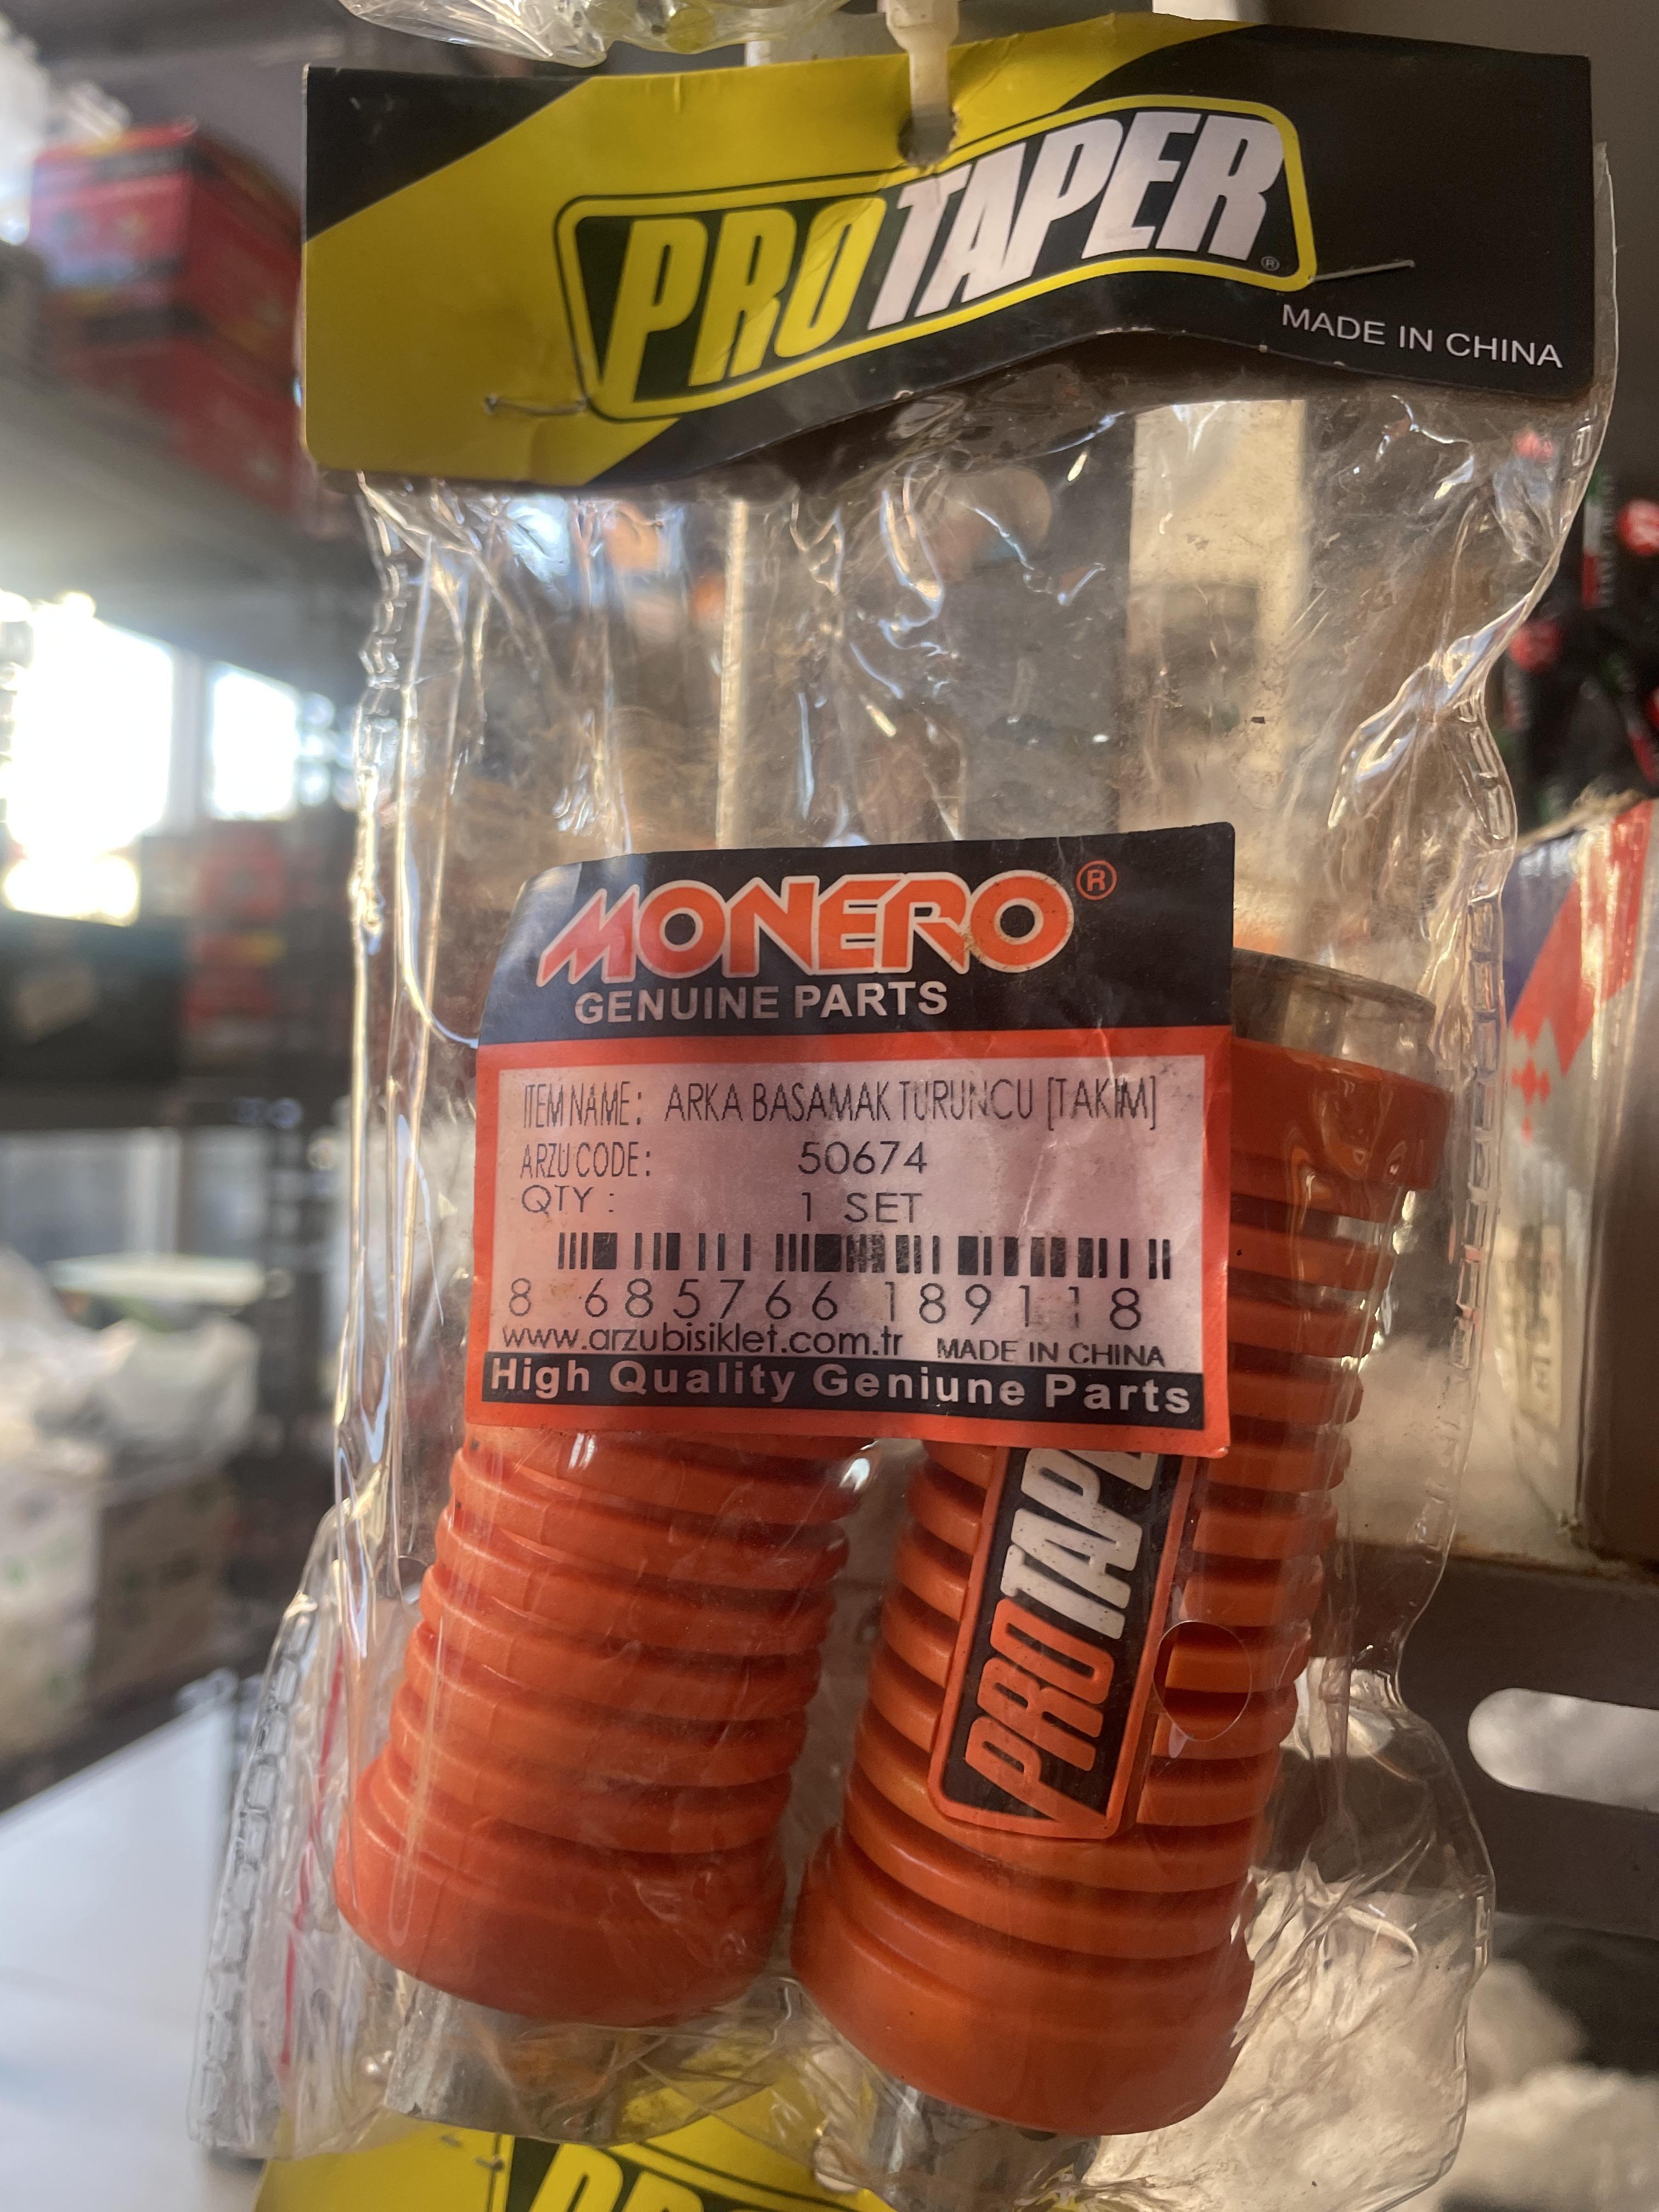 PROTAPER
®
MADE IN CHINA
MONERO®
GENUINE PARTS
ITEM NAME: ARKA BASAMAK TURUNCU [TAKIM]
ARZU CODE: 50674
QTY : 1 SET
8 685766 189118
www.arzubisiklet.com.tr MADE IN CHINA
High Quality Geniune Parts
PROTAPE